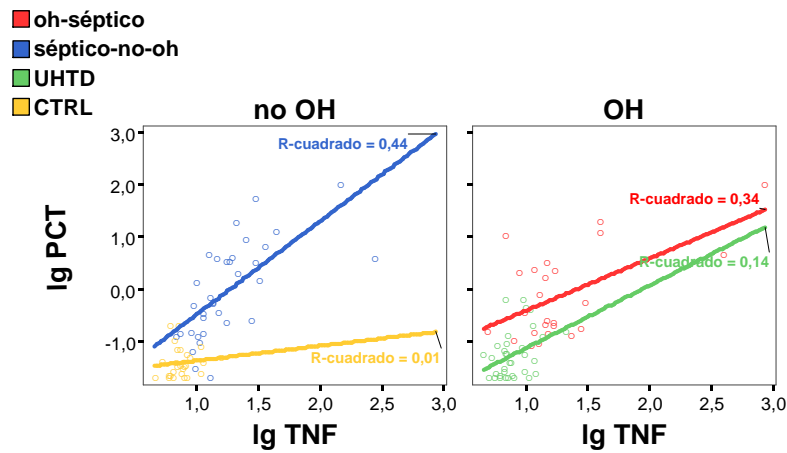 oh-séptico
séptico-no-oh
UHTD
CTRL
no OH
OH
3,0
2,0
1,0
0,0
-1,0
lg PCT
R-cuadrado = 0,44
R-cuadrado = 0,01
R-cuadrado = 0,34
R-cuadrado = 0,14
1,0 1,5 2,0 2,5 3,0
1,0 1,5 2,0 2,5 3,0
lg TNF
lg TNF